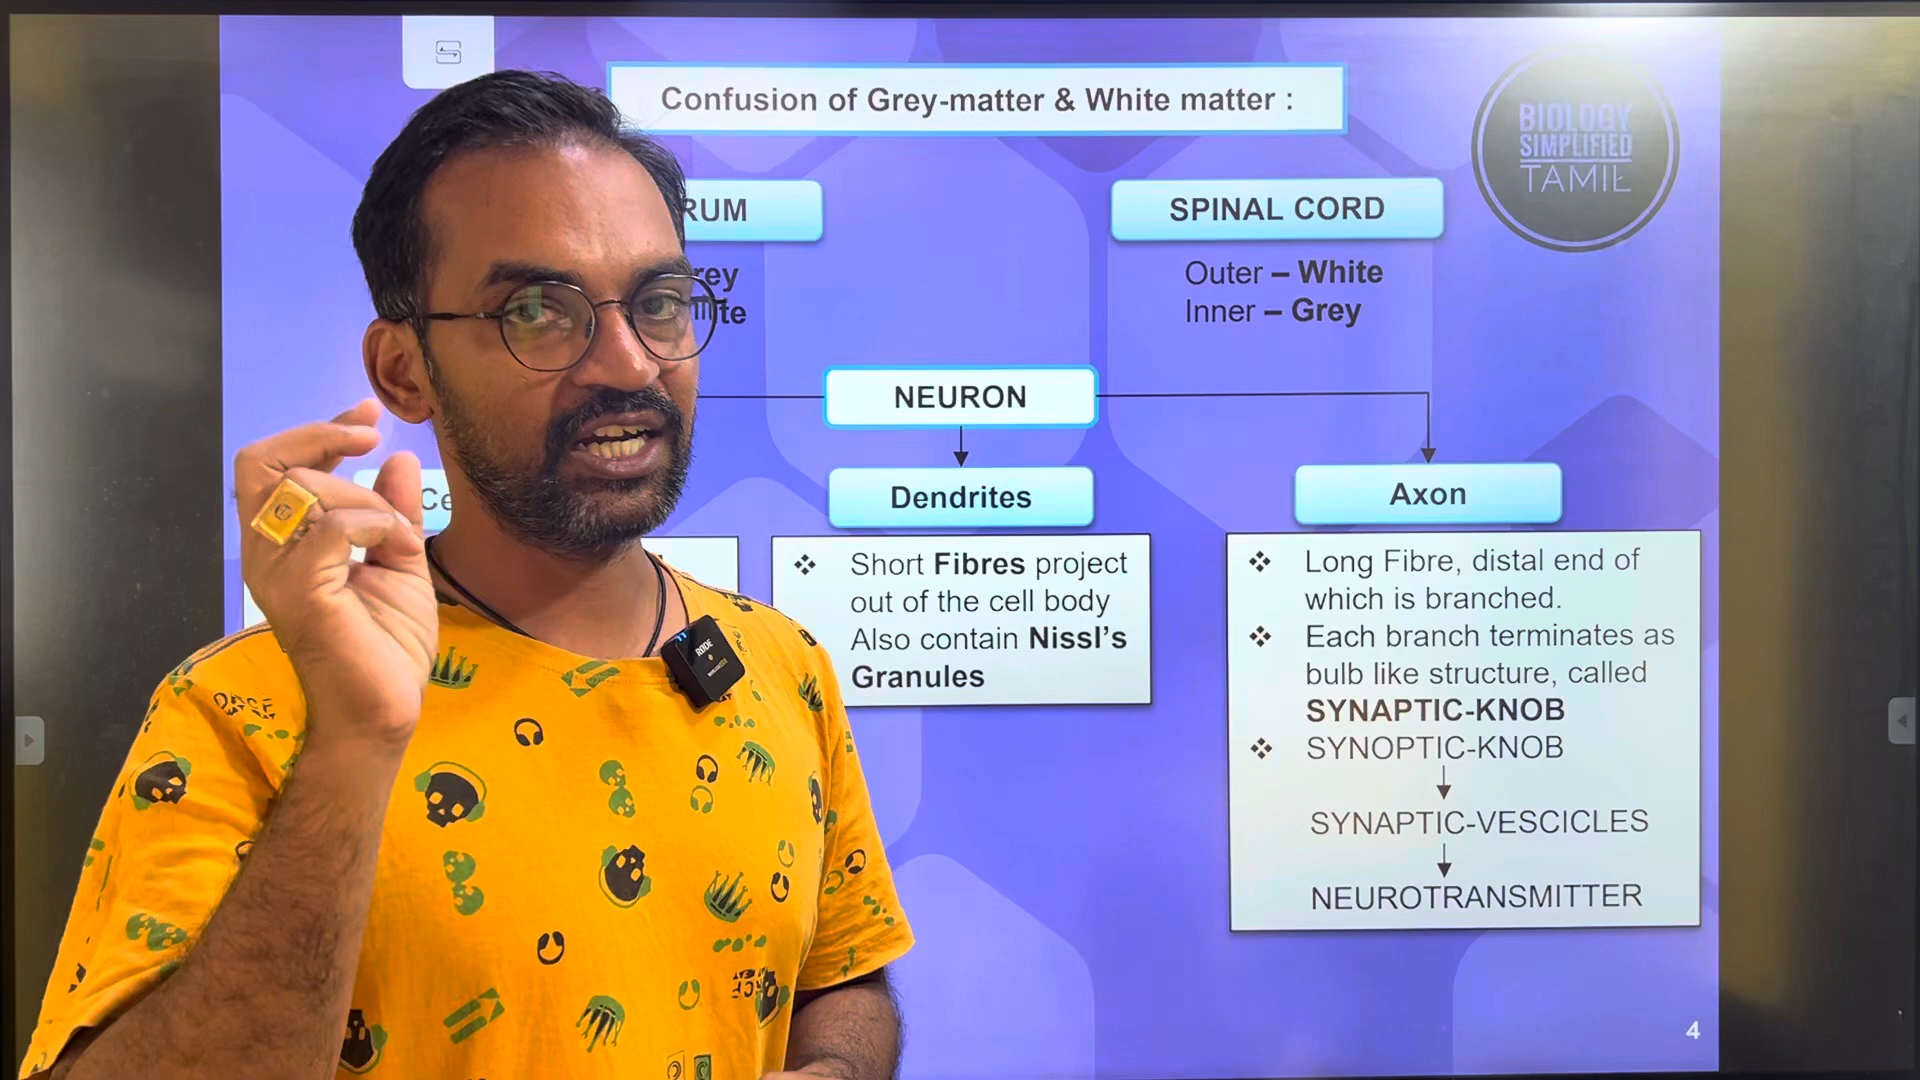 Confusion of Grey-matter & White matter :
BIOLOGY
SIMPLIFIED
TAMIL
RUM
SPINAL CORD
rey
Outer – White
Inner – Grey
NEURON
Dendrites
Axon
Short Fibres project
out of the cell body
Also contain Nissl's
Granules
Long Fibre, distal end of
which is branched.
Each branch terminates as
bulb like structure, called
SYNAPTIC-KNOB
SYNOPTIC-KNOB
SYNAPTIC-VESCICLES
NEUROTRANSMITTER
RØDE
4